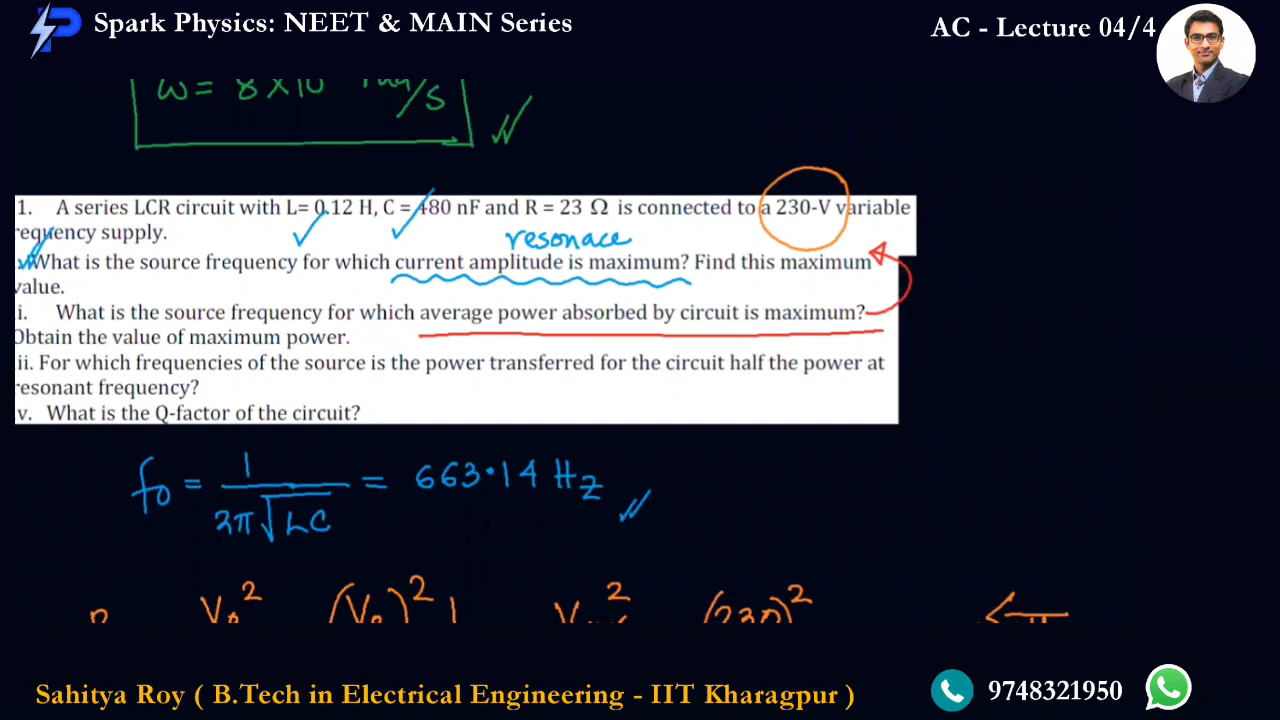 Spark Physics: NEET & MAIN Series
AC - Lecture 04/4
ω = 8×10 rad/s
1. A series LCR circuit with L= 0.12 H, C = 480 nF and R = 23 Ω is connected to a 230-V variable
requency supply.
What is the source frequency for which current amplitude is maximum? Find this maximum
resonace
value.
i. What is the source frequency for which average power absorbed by circuit is maximum?
Obtain the value of maximum power.
ii. For which frequencies of the source is the power transferred for the circuit half the power at
resonant frequency?
v. What is the Q-factor of the circuit?
f0 = 1 / 2π√LC = 663.14 Hz
(230)²
Sahitya Roy ( B.Tech in Electrical Engineering - IIT Kharagpur )
9748321950